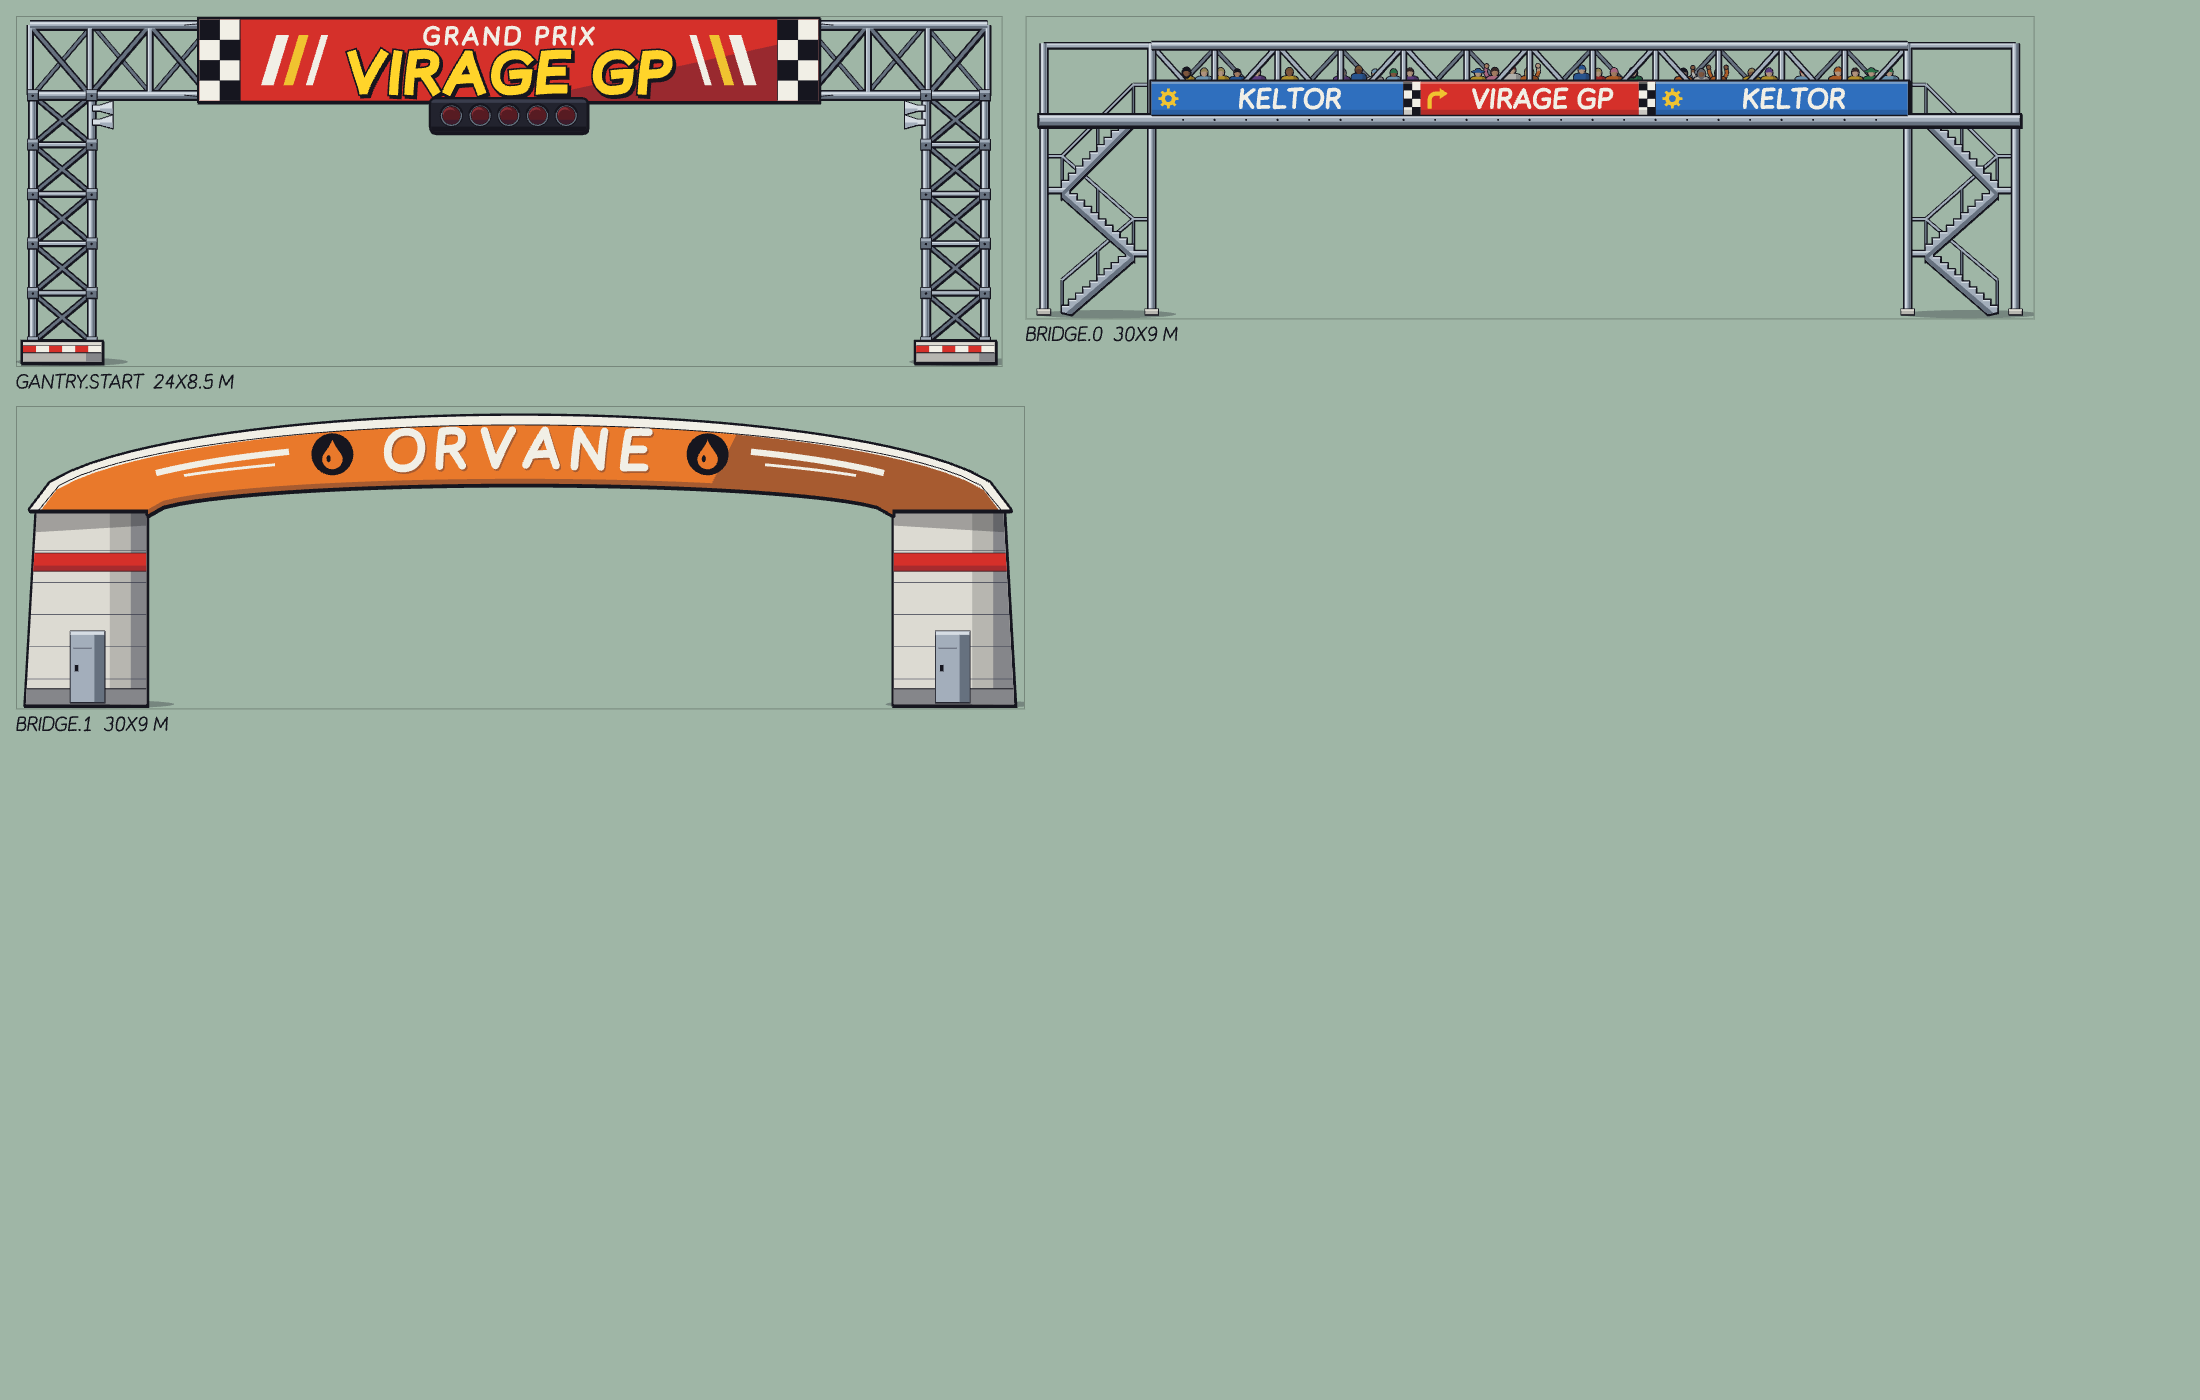 GRAND PRIX
VIRAGE GP
GANTRY.START 24X8.5 M
KELTOR VIRAGE GP KELTOR
BRIDGE.0 30X9 M
ORVANE
BRIDGE.1 30X9 M